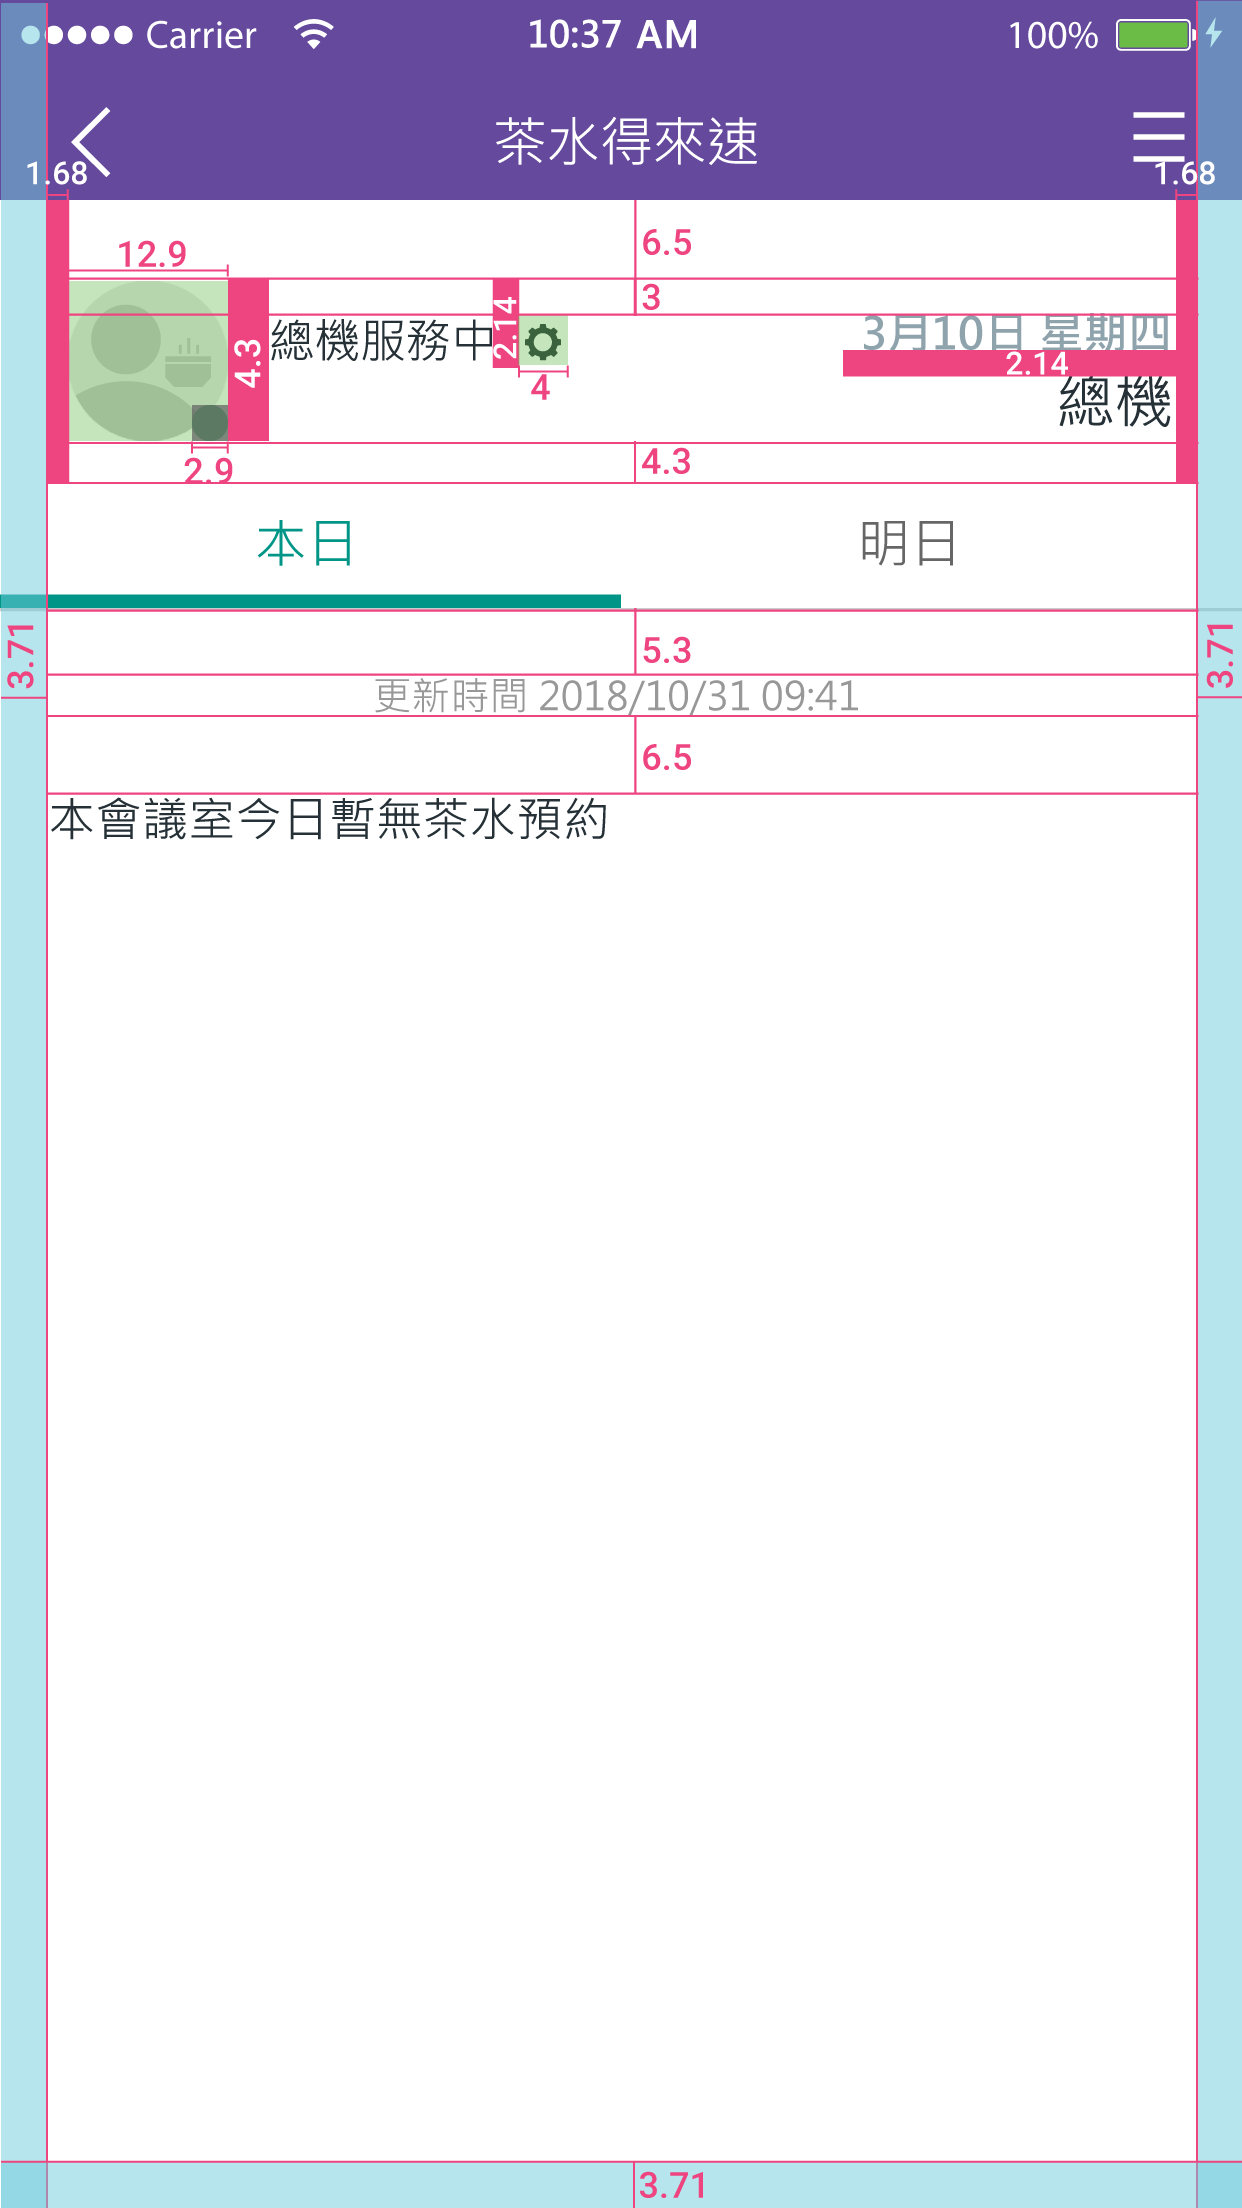 Carrier 10:37 AM 100%
茶水得來速
1.68 1.68
12.9 6.5
3
4.3 總機服務中 2.14 3月10日 星期四
2.14
4 總機
2.9 4.3
本日 明日
3.71 5.3 3.71
更新時間 2018/10/31 09:41
6.5
本會議室今日暫無茶水預約
3.71